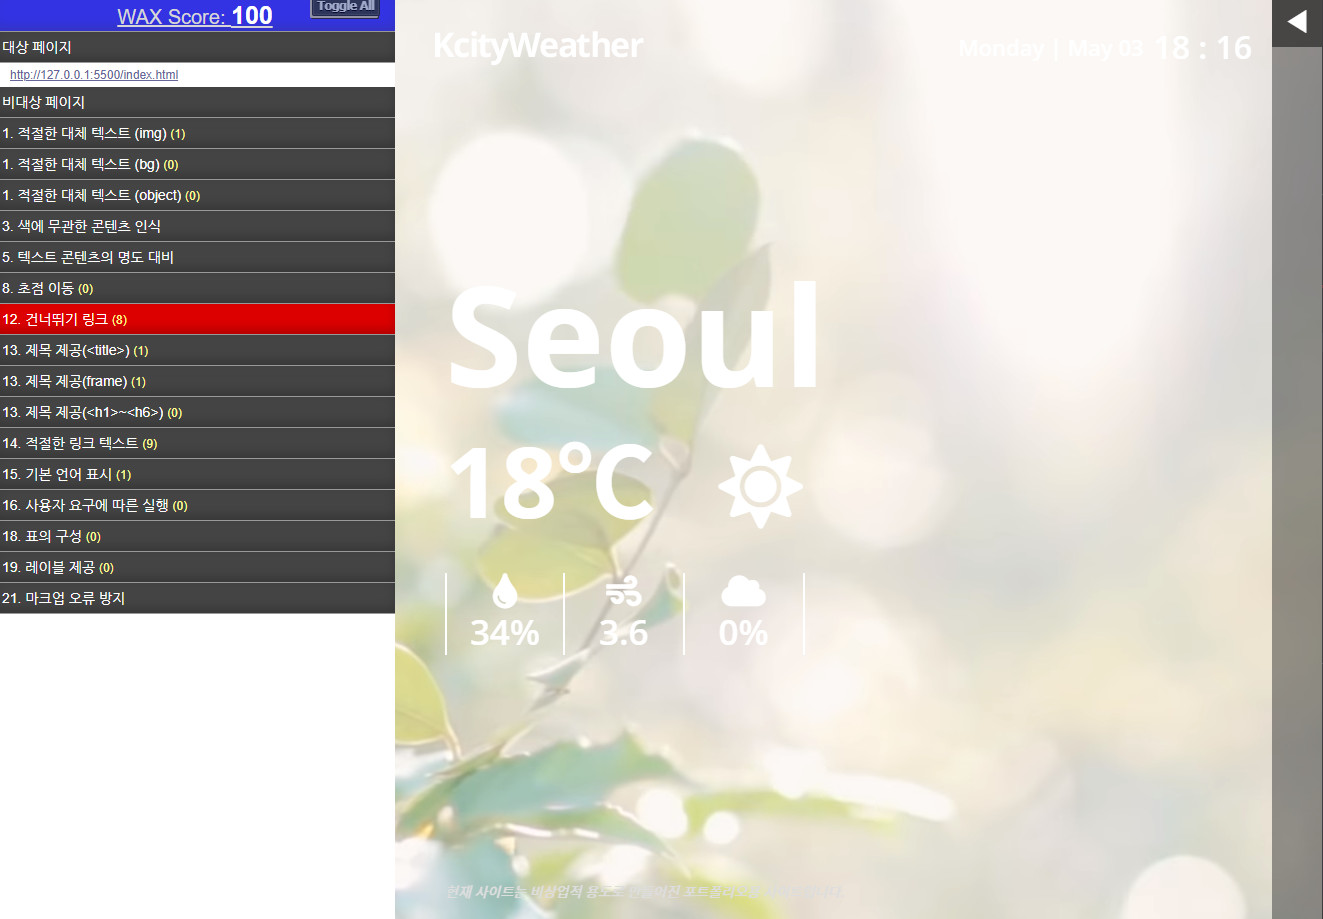 WAX Score: 100
Toggle All
대상 페이지
http://127.0.0.1:5500/index.html
비대상 페이지
1. 적절한 대체 텍스트 (img) (1)
1. 적절한 대체 텍스트 (bg) (0)
1. 적절한 대체 텍스트 (object) (0)
3. 색에 무관한 콘텐츠 인식
5. 텍스트 콘텐츠의 명도 대비
8. 초점 이동 (0)
12. 건너뛰기 링크 (8)
13. 제목 제공(<title>) (1)
13. 제목 제공(frame) (1)
13. 제목 제공(<h1>~<h6>) (0)
14. 적절한 링크 텍스트 (9)
15. 기본 언어 표시 (1)
16. 사용자 요구에 따른 실행 (0)
18. 표의 구성 (0)
19. 레이블 제공 (0)
21. 마크업 오류 방지
KcityWeather
Monday | May 03 18 : 16
Seoul
18°C
34% 3.6 0%
현재 사이트는 비상업적 용도로